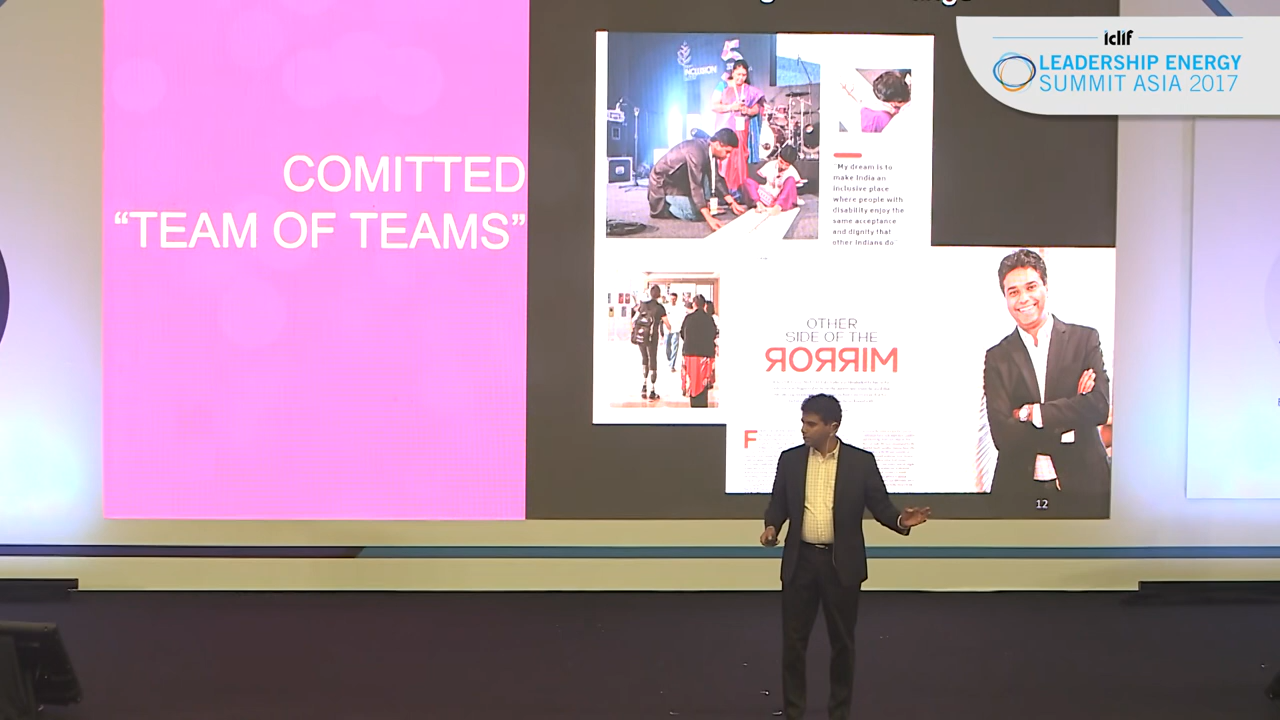 iclif
LEADERSHIP ENERGY
SUMMIT ASIA 2017
COMITTED
“TEAM OF TEAMS”
INCLUSION
"My dream is to
make India an
inclusive place
where people with
disability enjoy the
same acceptance
and dignity that
other Indians do"
OTHER
SIDE OF THE
MIRROR
F
12